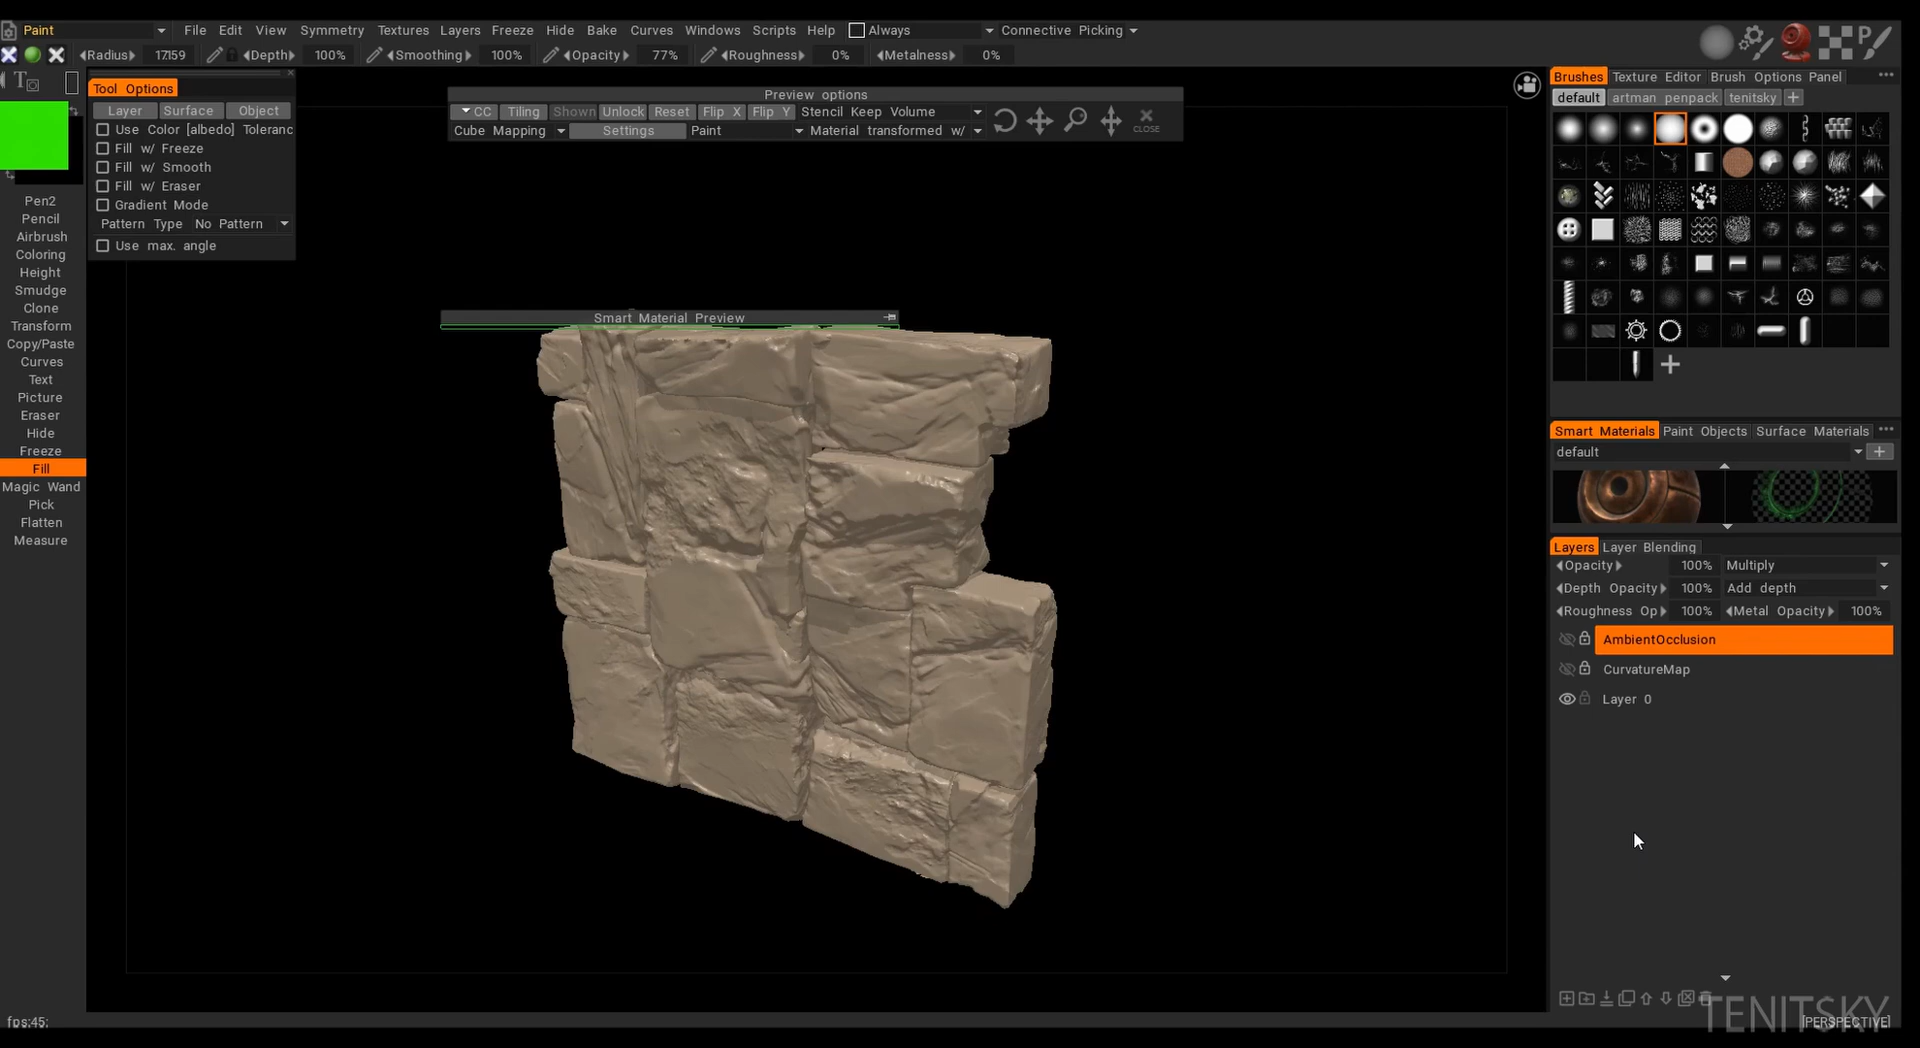 Paint File Edit View Symmetry Textures Layers Freeze Hide Bake Curves Windows Scripts Help Always Connective Picking
Radius 17.159 Depth 100% Smoothing 100% Opacity 77% Roughness 0% Metalness 0%
Tool Options
Layer Surface Object
Use Color [albedo] Toleranc
Fill w/ Freeze
Fill w/ Smooth
Fill w/ Eraser
Gradient Mode
Pattern Type No Pattern
Use max. angle
Pen2
Pencil
Airbrush
Coloring
Height
Smudge
Clone
Transform
Copy/Paste
Curves
Text
Picture
Eraser
Hide
Freeze
Fill
Magic Wand
Pick
Flatten
Measure
fps:45;
Preview options
CC Tiling Shown Unlock Reset Flip X Flip Y Stencil Keep Volume
Cube Mapping Settings Paint Material transformed w/
CLOSE
Smart Material Preview
Brushes Texture Editor Brush Options Panel
default artman penpack tenitsky
Smart Materials Paint Objects Surface Materials
default
Layers Layer Blending
Opacity 100% Multiply
Depth Opacity 100% Add depth
Roughness Op 100% Metal Opacity 100%
AmbientOcclusion
CurvatureMap
Layer 0
TENITSKY
[PERSPECTIVE]